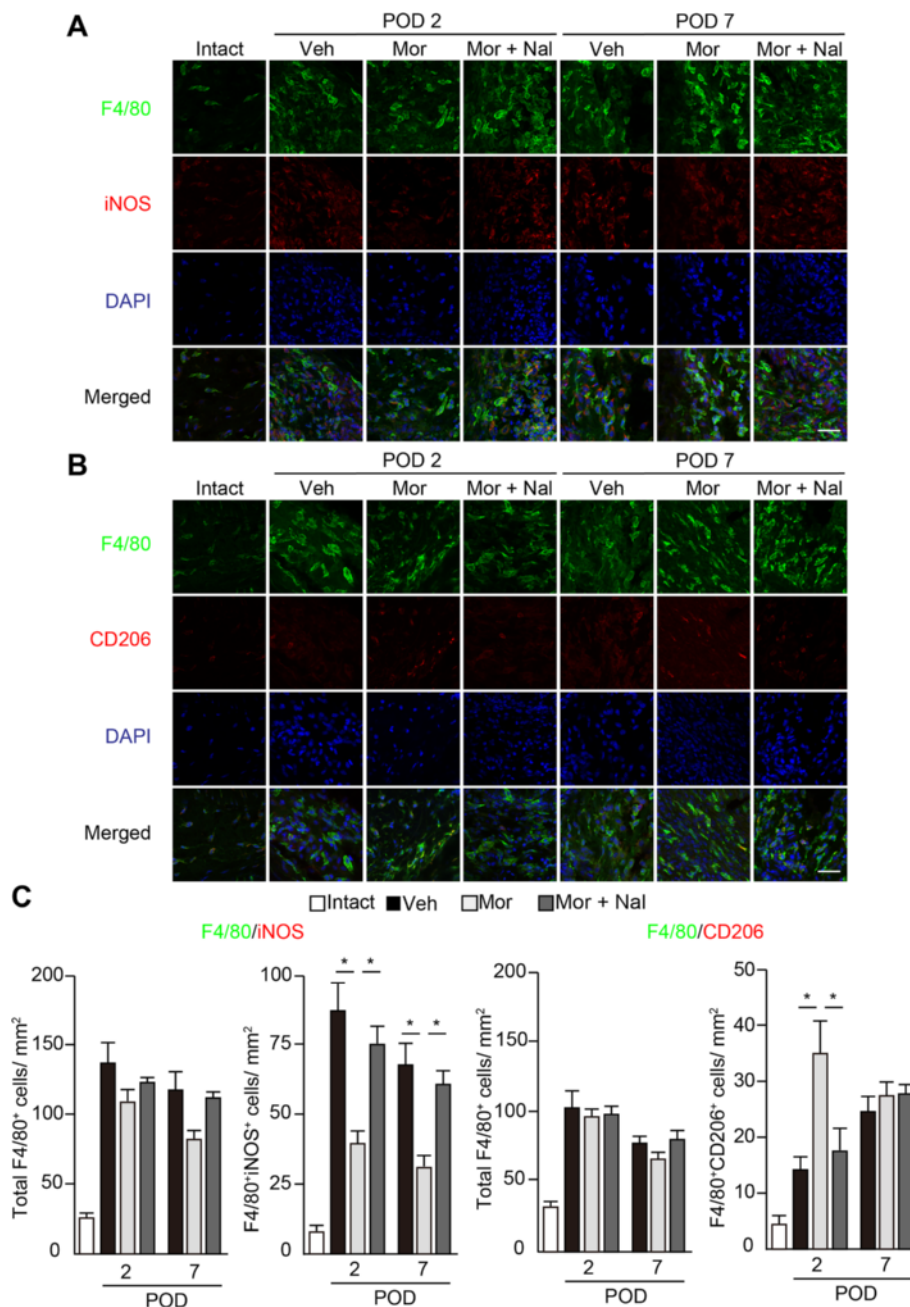 A
POD 2 POD 7
Intact Veh Mor Mor + Nal Veh Mor Mor + Nal
F4/80
iNOS
DAPI
Merged
B
POD 2 POD 7
Intact Veh Mor Mor + Nal Veh Mor Mor + Nal
F4/80
CD206
DAPI
Merged
C
Intact Veh Mor Mor + Nal
F4/80/iNOS F4/80/CD206
Total F4/80⁺ cells/ mm²
200
150
100
50
0
2 7
POD
F4/80⁺iNOS⁺ cells/ mm²
100
75
50
25
0
* * * *
2 7
POD
Total F4/80⁺ cells/ mm²
200
150
100
50
0
2 7
POD
F4/80⁺CD206⁺ cells/ mm²
50
40
30
20
10
0
* *
2 7
POD